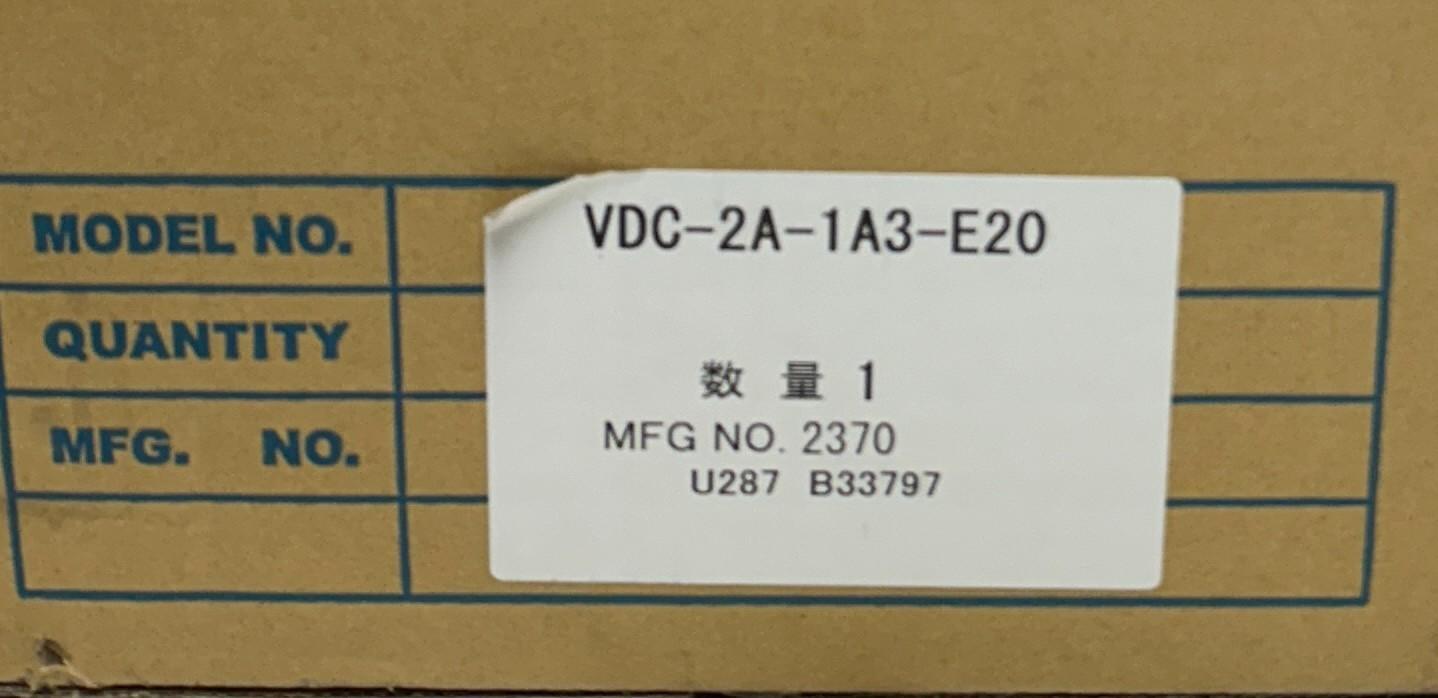 MODEL NO. VDC-2A-1A3-E20
QUANTITY 数 量 1
MFG. NO. MFG NO. 2370
U287 B33797